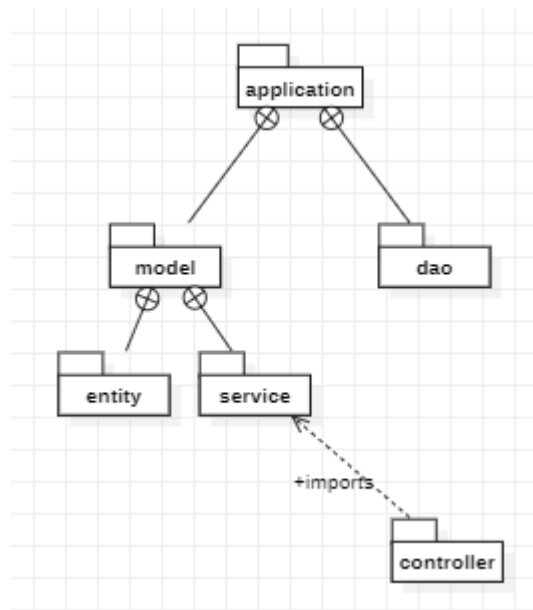 application
model
dao
entity
service
+imports
controller